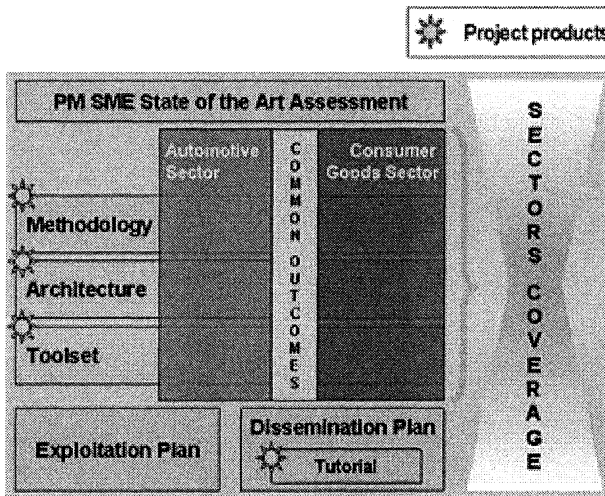 Project products
PM SME State of the Art Assessment
Automotive
Sector
COMMON OUTCOMES
Consumer
Goods Sector
SECTORS COVERAGE
Methodology
Architecture
Toolset
Exploitation Plan
Dissemination Plan
Tutorial